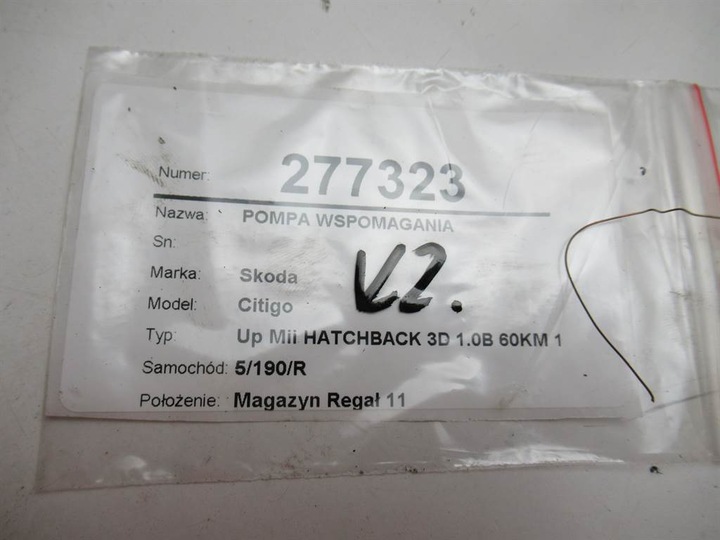 Numer: 277323
Nazwa: POMPA WSPOMAGANIA
Sn:
Marka: Skoda
V2.
Model: Citigo
Typ: Up Mii HATCHBACK 3D 1.0B 60KM 1
Samochód: 5/190/R
Położenie: Magazyn Regał 11